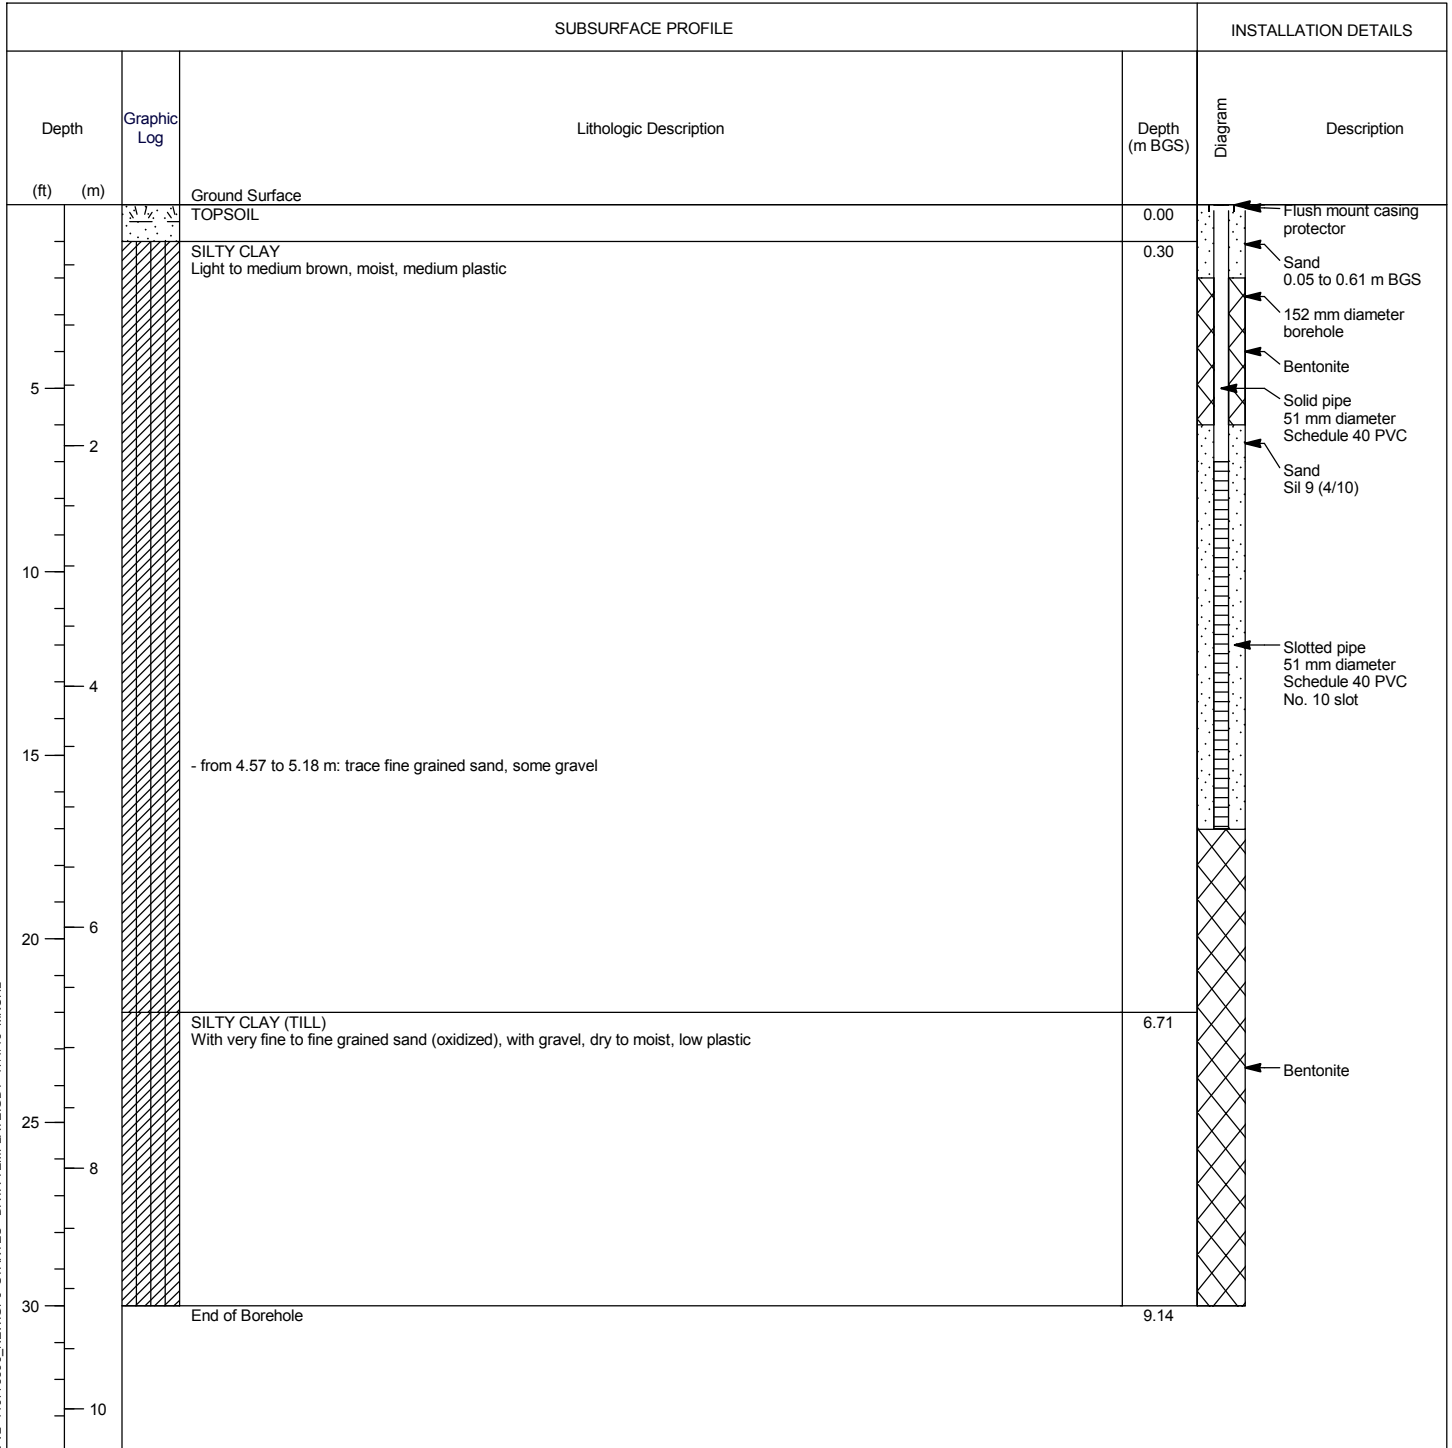 SUBSURFACE PROFILE
INSTALLATION DETAILS
Depth
Graphic
Log
Lithologic Description
Depth
(m BGS)
Diagram
Description
(ft)
(m)
Ground Surface
TOPSOIL
0.00
Flush mount casing
protector
SILTY CLAY
0.30
Light to medium brown, moist, medium plastic
Sand
0.05 to 0.61 m BGS
152 mm diameter
borehole
Bentonite
5
Solid pipe
51 mm diameter
Schedule 40 PVC
2
Sand
Sil 9 (4/10)
10
Slotted pipe
51 mm diameter
Schedule 40 PVC
No. 10 slot
4
15
- from 4.57 to 5.18 m: trace fine grained sand, some gravel
6
20
SILTY CLAY (TILL)
6.71
With very fine to fine grained sand (oxidized), with gravel, dry to moist, low plastic
Bentonite
25
8
30
End of Borehole
9.14
10